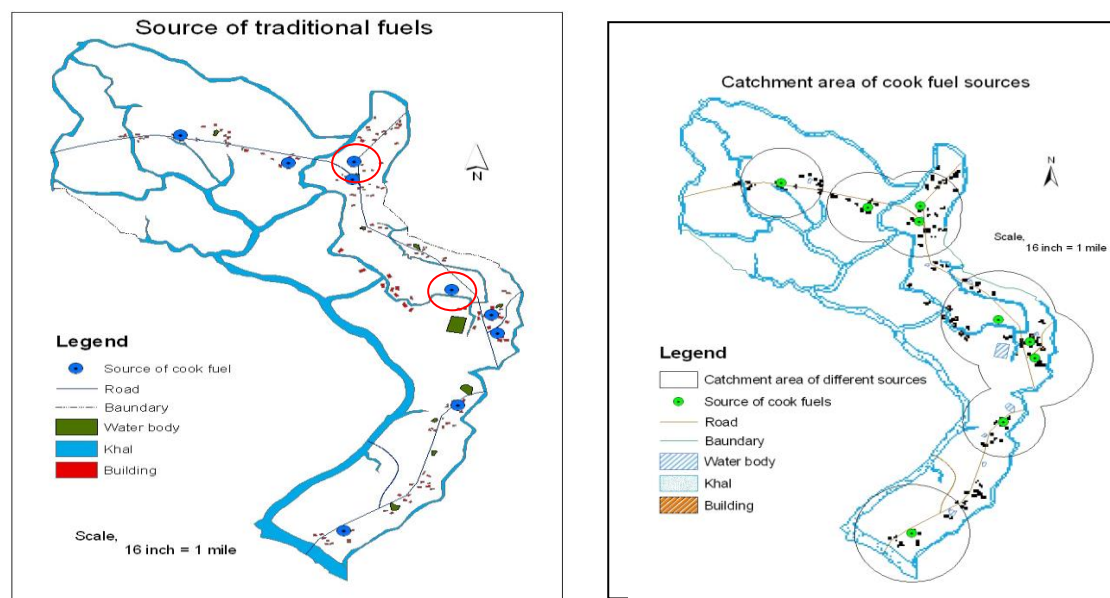 Source of traditional fuels
N
Legend
Source of cook fuel
Road
Baundary
Water body
Khal
Building
Scale,
16 inch = 1 mile
Catchment area of cook fuel sources
N
Scale,
16 inch = 1 mile
Legend
Catchment area of different sources
Source of cook fuels
Road
Baundary
Water body
Khal
Building